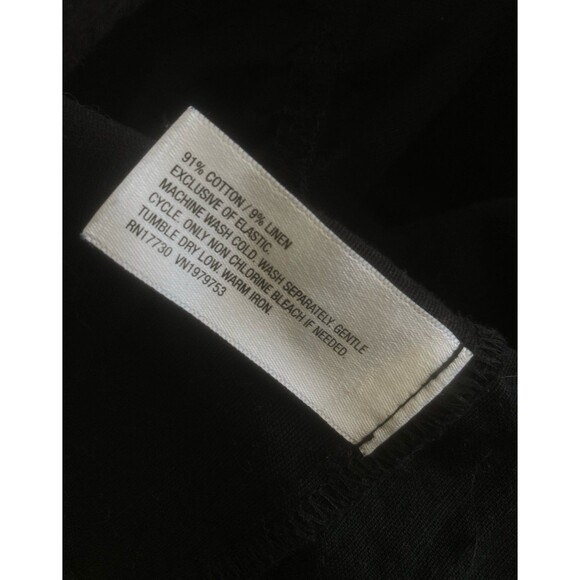 91% COTTON / 9% LINEN
EXCLUSIVE OF ELASTIC.
MACHINE WASH COLD. WASH SEPARATELY. GENTLE
CYCLE. ONLY NON CHLORINE BLEACH IF NEEDED.
TUMBLE DRY LOW. WARM IRON.
RN17730 VN1979753